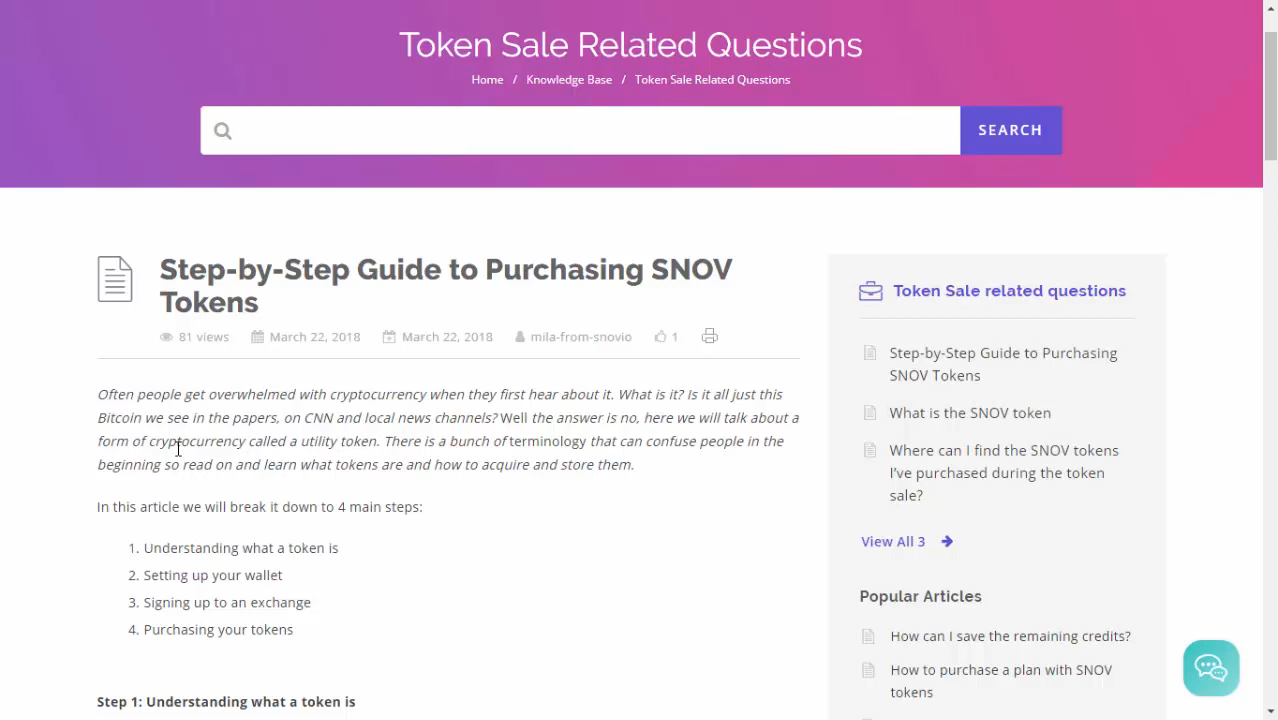 Token Sale Related Questions
Home / Knowledge Base / Token Sale Related Questions
SEARCH
Step-by-Step Guide to Purchasing SNOV
Tokens
81 views March 22, 2018 March 22, 2018 mila-from-snovio 1
Often people get overwhelmed with cryptocurrency when they first hear about it. What is it? Is it all just this
Bitcoin we see in the papers, on CNN and local news channels? Well the answer is no, here we will talk about a
form of cryptocurrency called a utility token. There is a bunch of terminology that can confuse people in the
beginning so read on and learn what tokens are and how to acquire and store them.
In this article we will break it down to 4 main steps:
1. Understanding what a token is
2. Setting up your wallet
3. Signing up to an exchange
4. Purchasing your tokens
Step 1: Understanding what a token is
Token Sale related questions
Step-by-Step Guide to Purchasing
SNOV Tokens
What is the SNOV token
Where can I find the SNOV tokens
I've purchased during the token
sale?
View All 3
Popular Articles
How can I save the remaining credits?
How to purchase a plan with SNOV
tokens